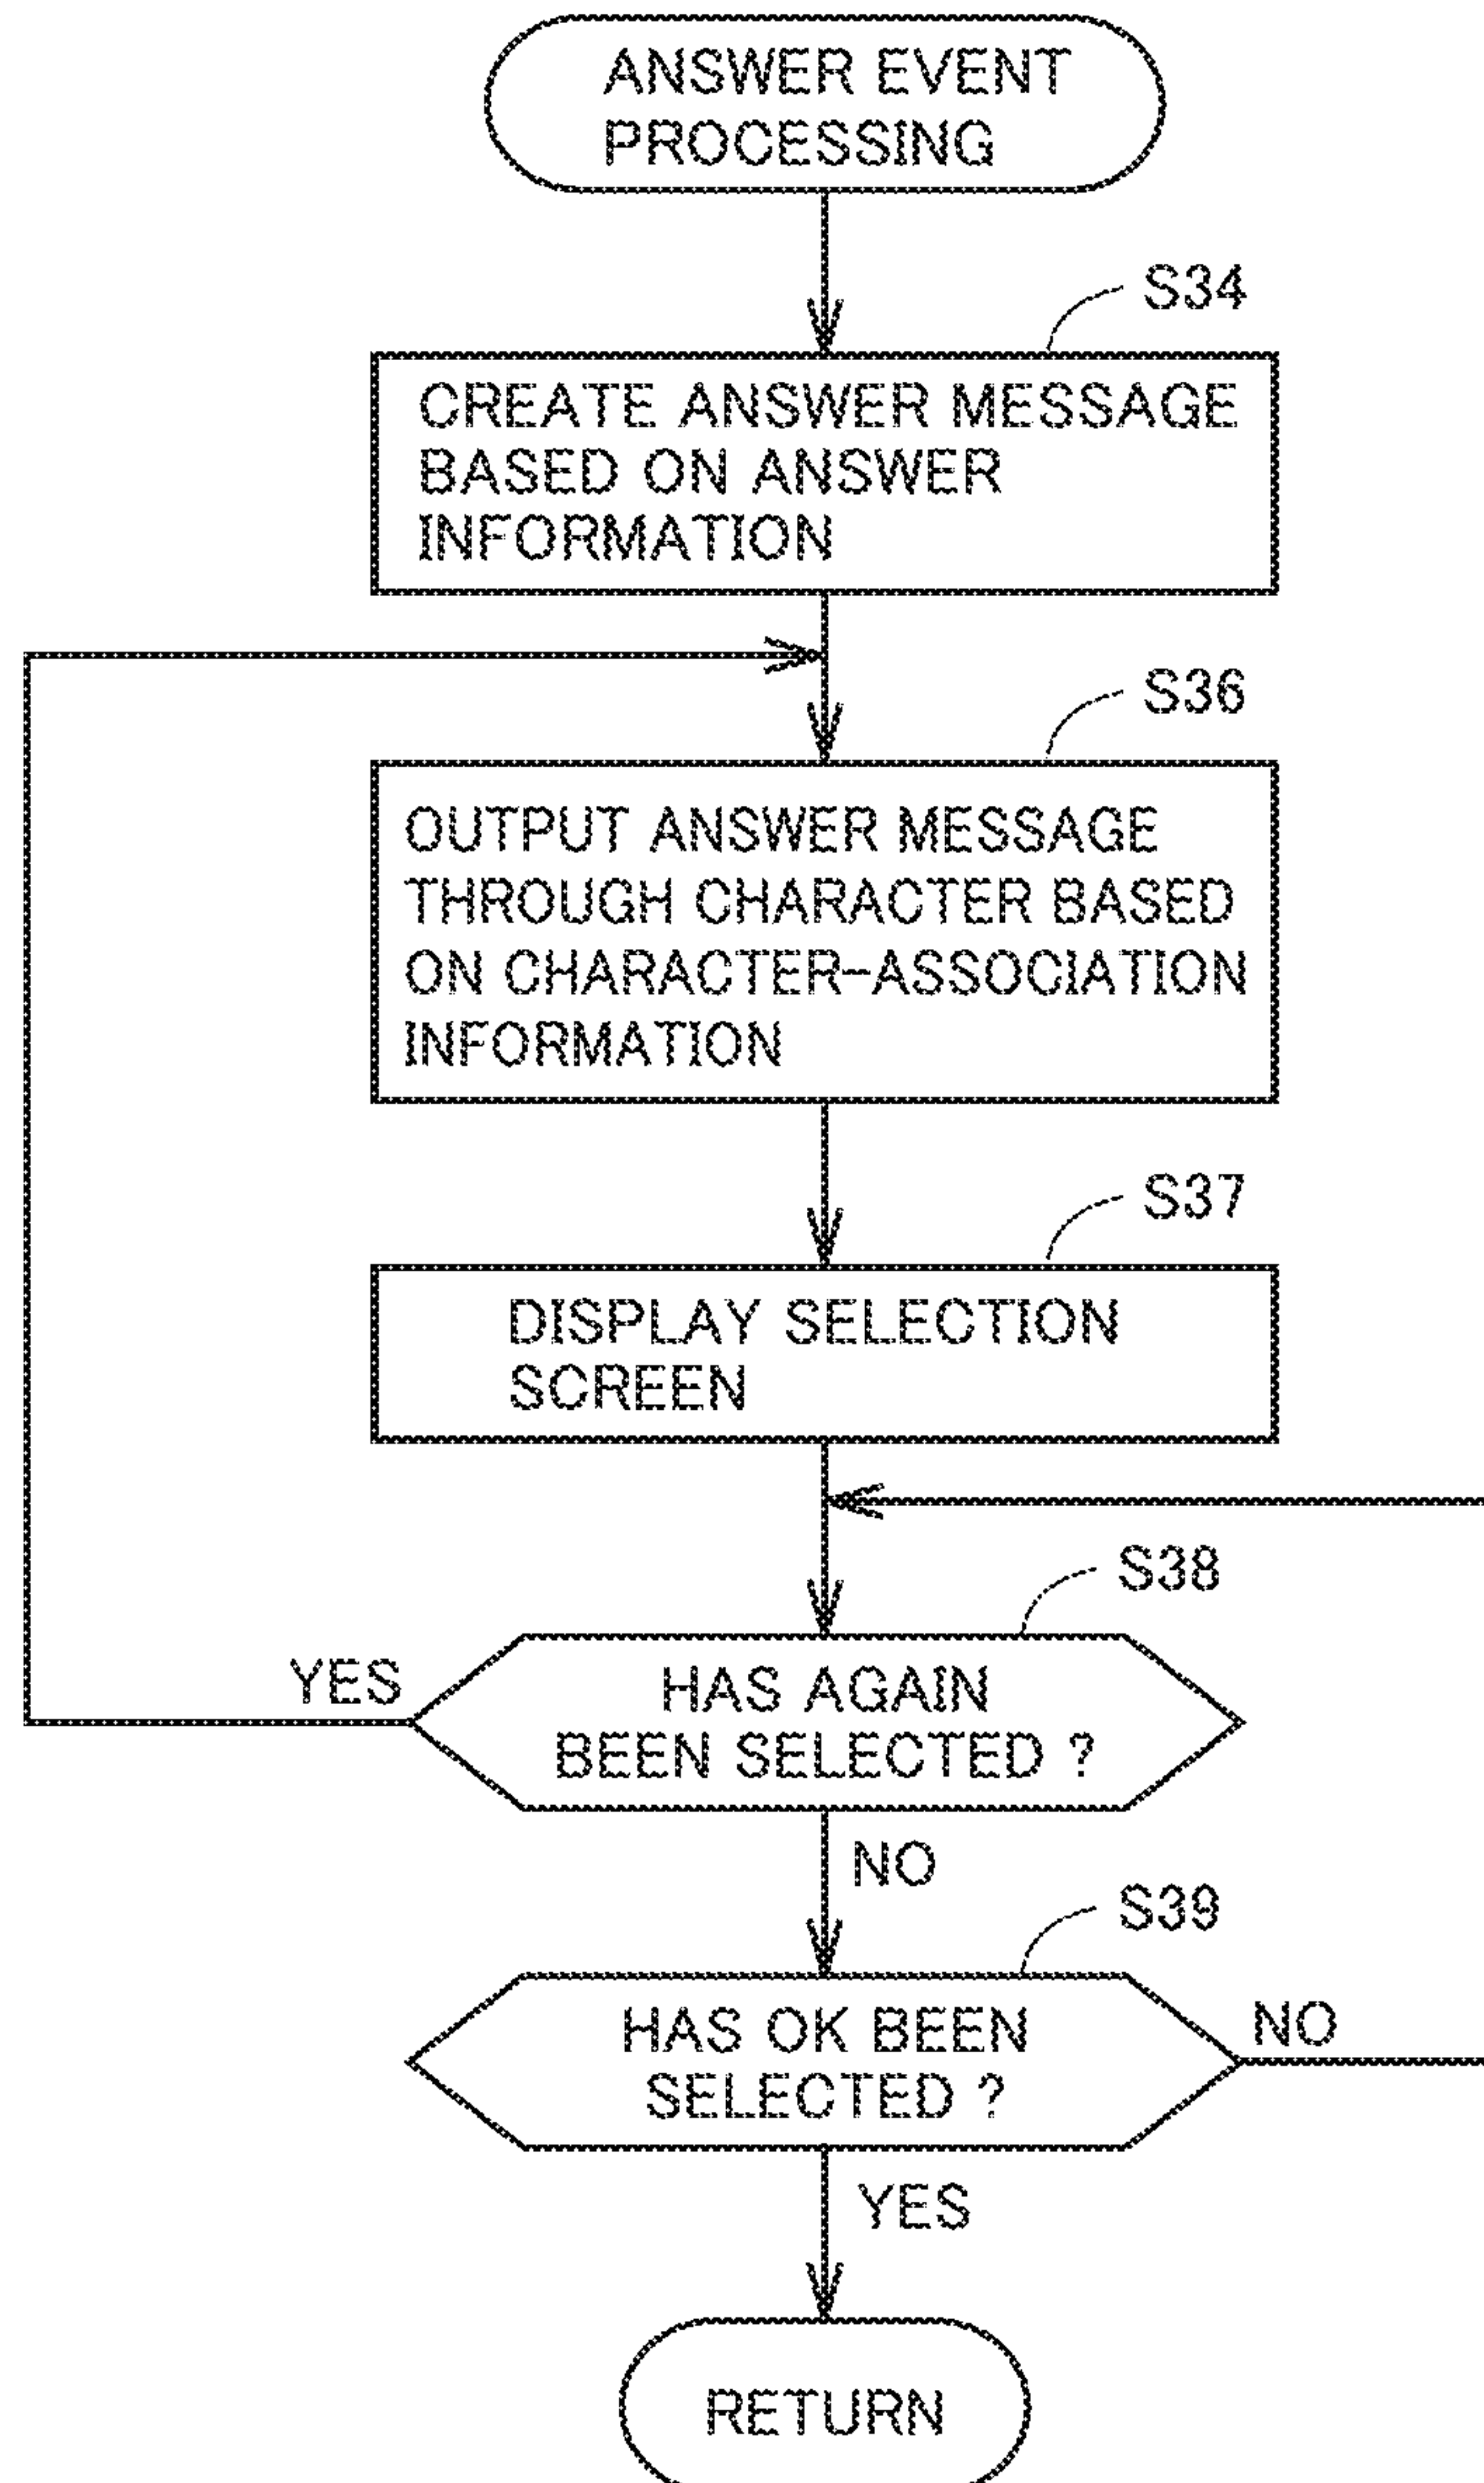 ANSWER EVENT
PROCESSING
S34
CREATE ANSWER MESSAGE
BASED ON ANSWER
INFORMATION
S36
OUTPUT ANSWER MESSAGE
THROUGH CHARACTER BASED
ON CHARACTER-ASSOCIATION
INFORMATION
S37
DISPLAY SELECTION
SCREEN
S38
YES
HAS AGAIN
BEEN SELECTED ?
NO
S39
HAS OK BEEN
SELECTED ?
NO
YES
RETURN